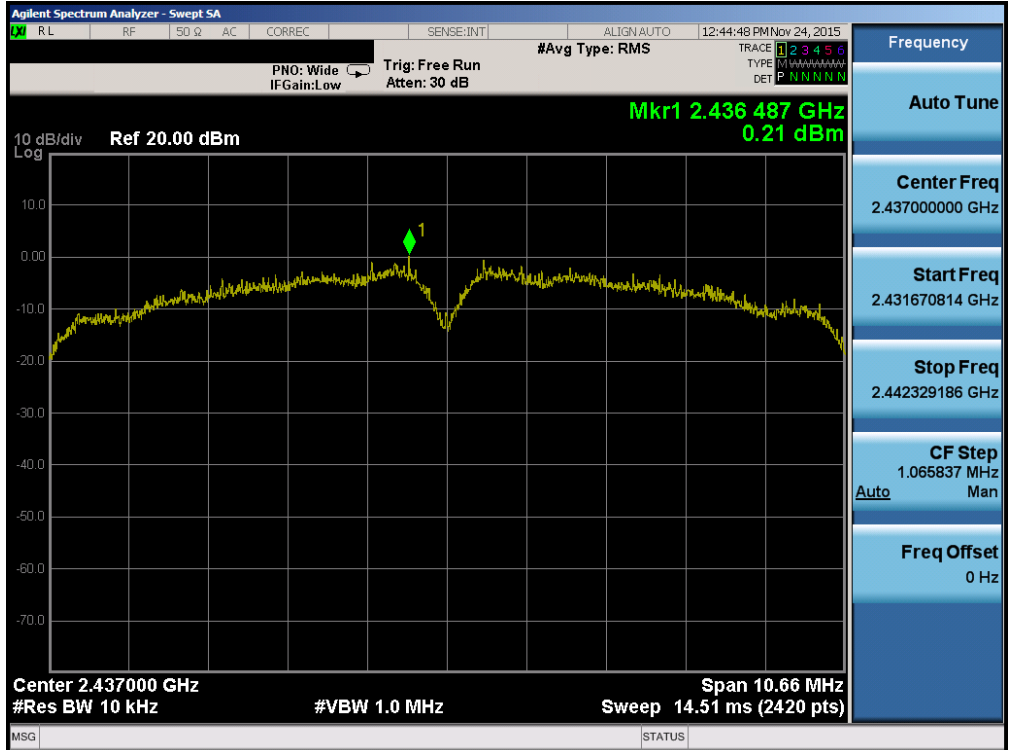 Agilent Spectrum Analyzer - Swept SA
LXI RL RF 50 Ω AC CORREC SENSE:INT ALIGN AUTO 12:44:48 PM Nov 24, 2015
PNO: Wide
IFGain:Low
Trig: Free Run
Atten: 30 dB
#Avg Type: RMS
TRACE 1 2 3 4 5 6
TYPE M WWWWW
DET P N N N N N
Mkr1 2.436 487 GHz
0.21 dBm
10 dB/div Ref 20.00 dBm
Log
10.0
0.00
-10.0
-20.0
-30.0
-40.0
-50.0
-60.0
-70.0
1
Center 2.437000 GHz Span 10.66 MHz
#Res BW 10 kHz #VBW 1.0 MHz Sweep 14.51 ms (2420 pts)
MSG STATUS
Frequency
Auto Tune
Center Freq
2.437000000 GHz
Start Freq
2.431670814 GHz
Stop Freq
2.442329186 GHz
CF Step
1.065837 MHz
Auto Man
Freq Offset
0 Hz